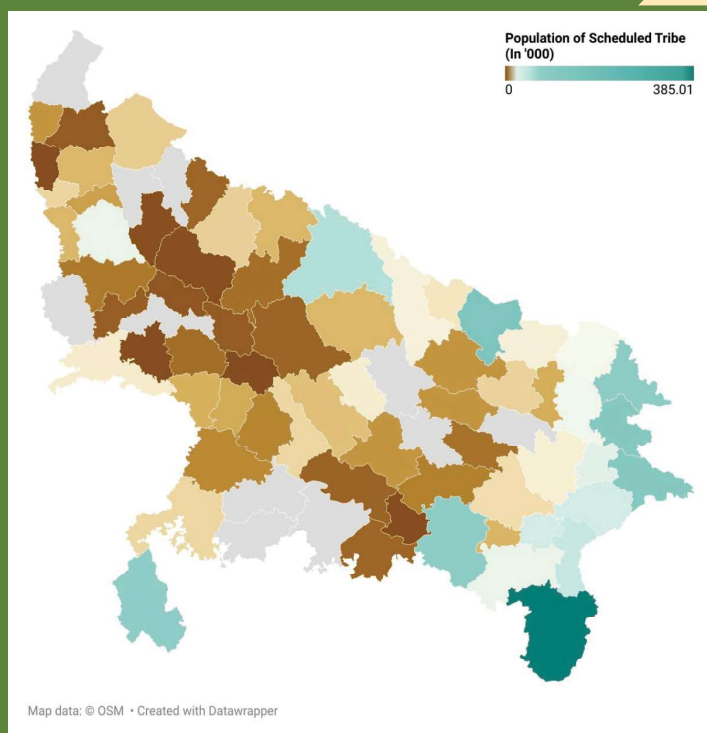 Population of Scheduled Tribe
(In '000)
0 385.01
Map data: © OSM • Created with Datawrapper